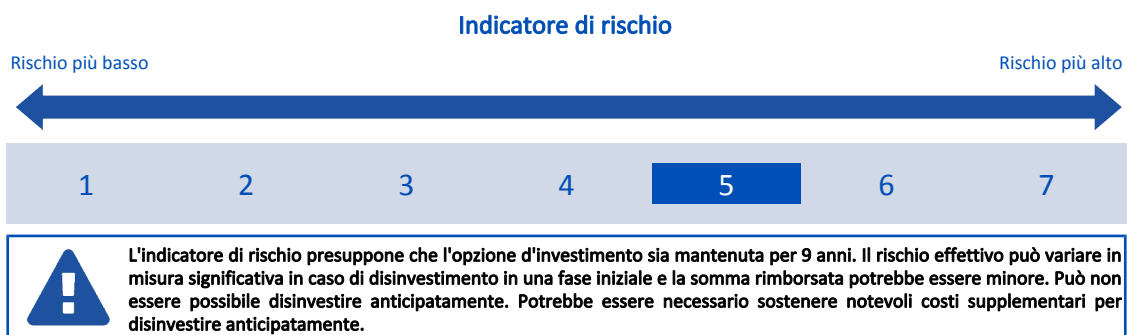 Indicatore di rischio
Rischio più basso
Rischio più alto
1 2 3 4 5 6 7
L'indicatore di rischio presuppone che l'opzione d'investimento sia mantenuta per 9 anni. Il rischio effettivo può variare in
misura significativa in caso di disinvestimento in una fase iniziale e la somma rimborsata potrebbe essere minore. Può non
essere possibile disinvestire anticipatamente. Potrebbe essere necessario sostenere notevoli costi supplementari per
disinvestire anticipatamente.